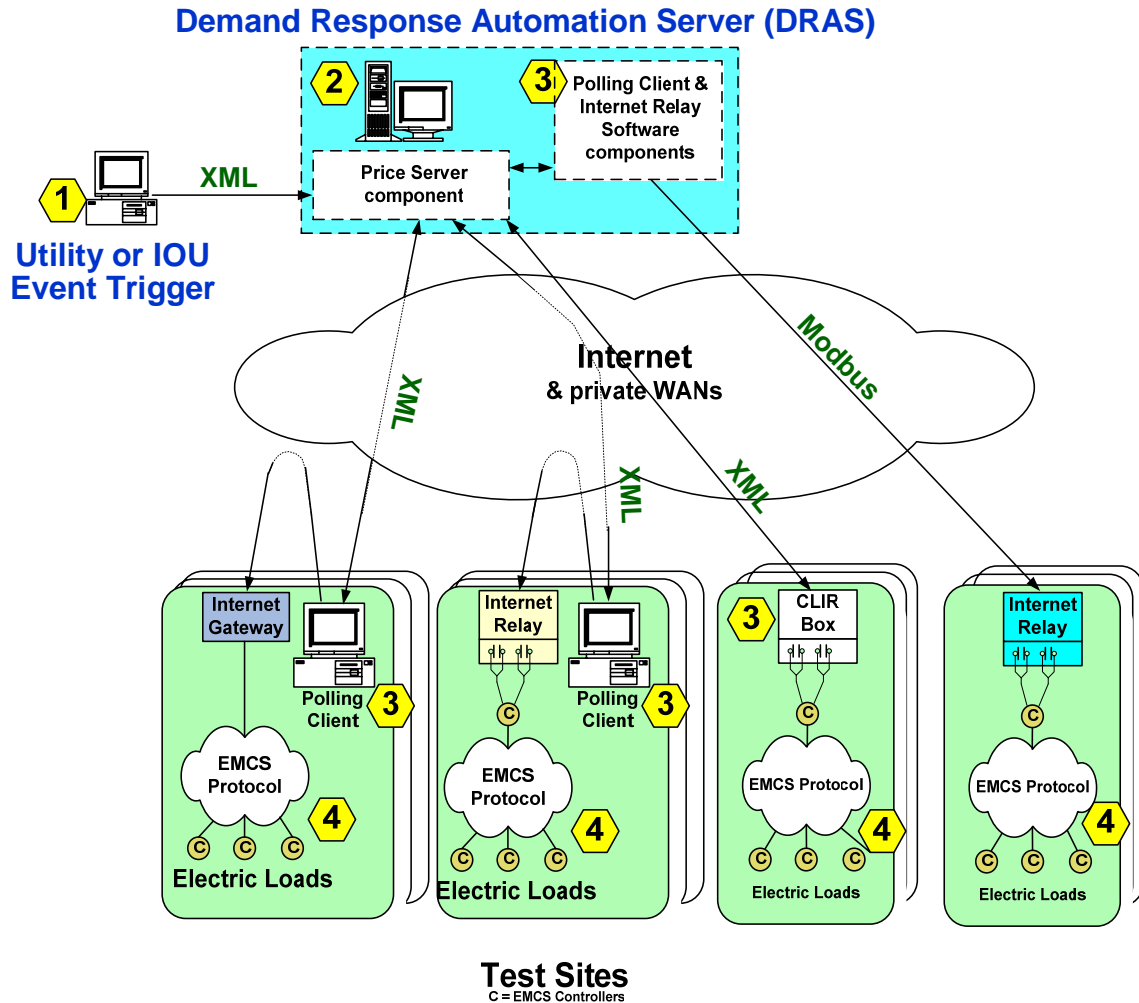 Demand Response Automation Server (DRAS)
2
3
Polling Client &
Internet Relay
Software
components
Price Server
component
1
XML
Utility or IOU
Event Trigger
Internet
& private WANs
Modbus
XML
XML
XML
Internet
Gateway
Polling
Client
3
EMCS
Protocol
4
C C C
Electric Loads
Internet
Relay
Polling
Client
3
C
EMCS
Protocol
4
C C C
Electric Loads
3
CLIR
Box
C
EMCS Protocol
4
C C C
Electric Loads
Internet
Relay
C
EMCS Protocol
4
C C C
Electric Loads
Test Sites
C = EMCS Controllers